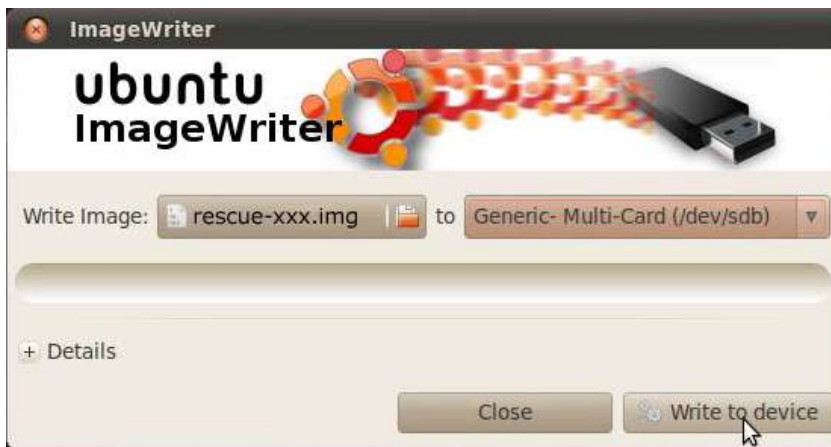 ImageWriter
ubuntu
ImageWriter
Write Image: rescue-xxx.img to Generic- Multi-Card (/dev/sdb)
+ Details
Close Write to device